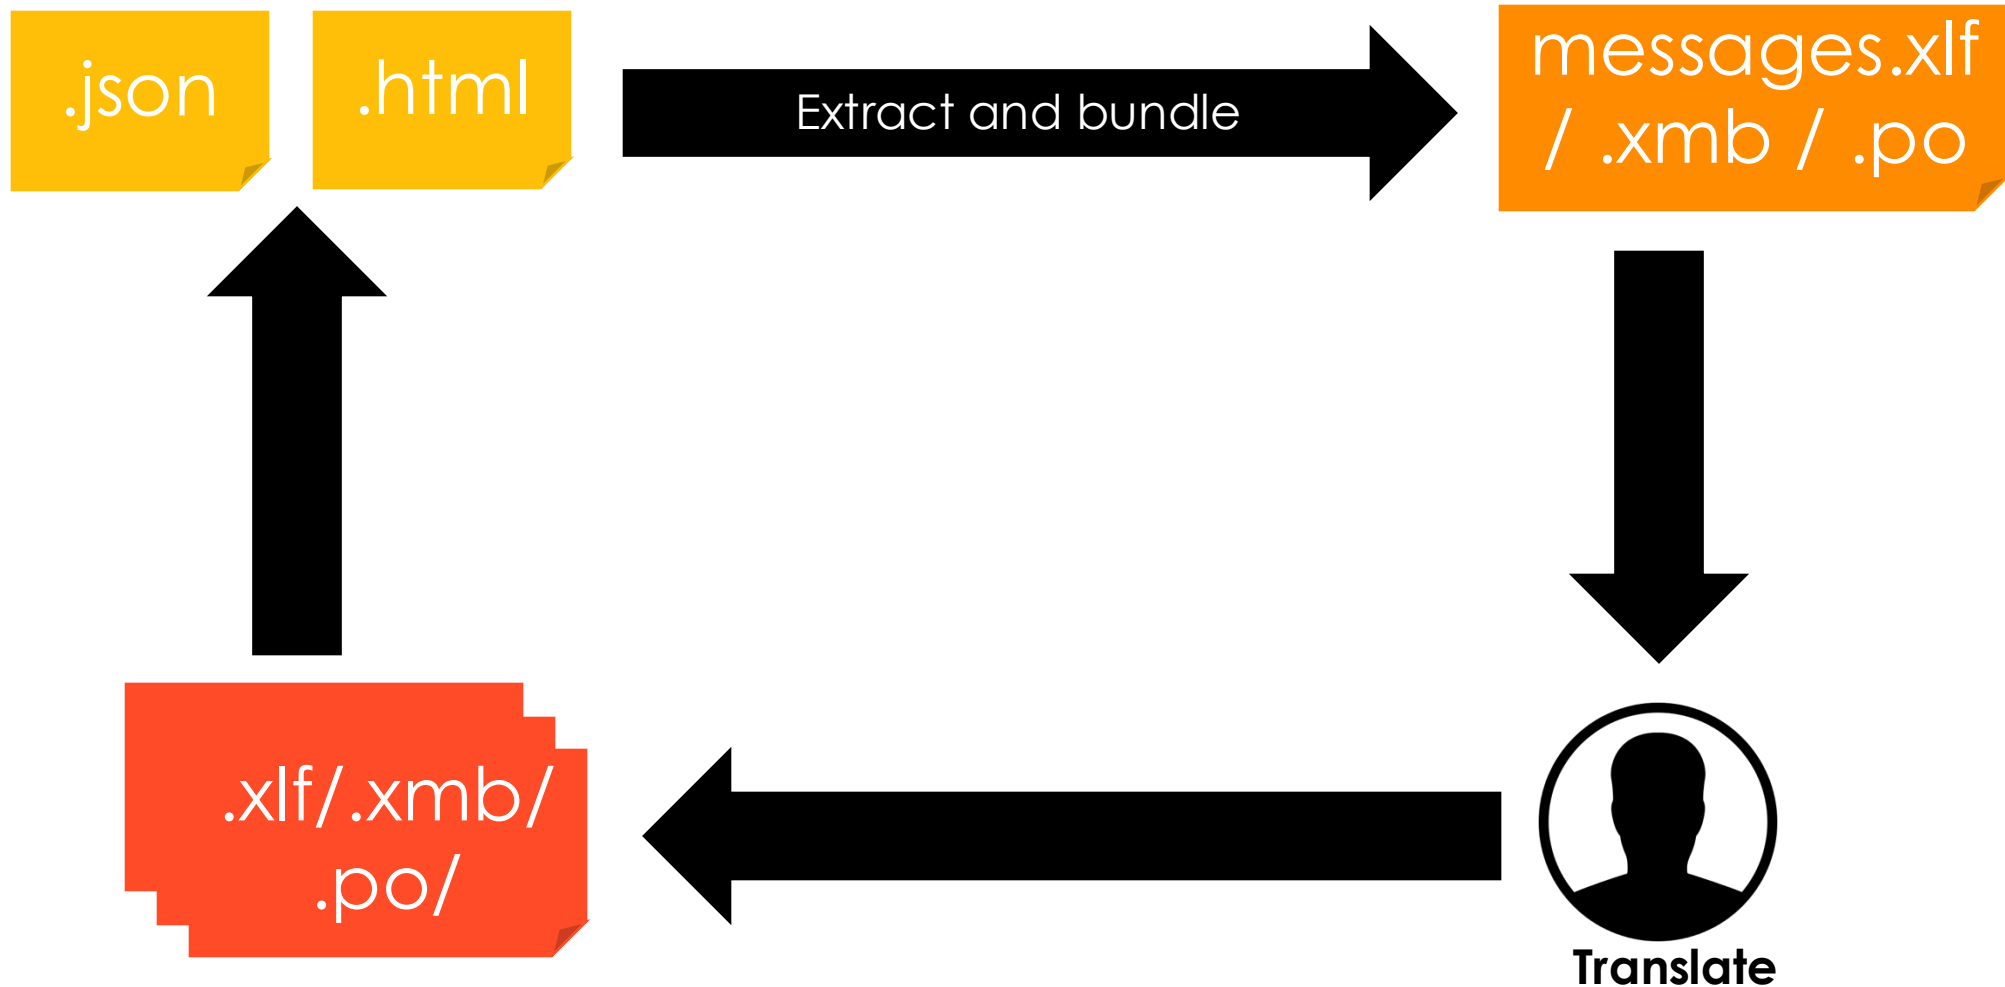 .json
.html
Extract and bundle
messages.xlf
/ .xmb / .po
.xlf/.xmb/
.po/
Translate